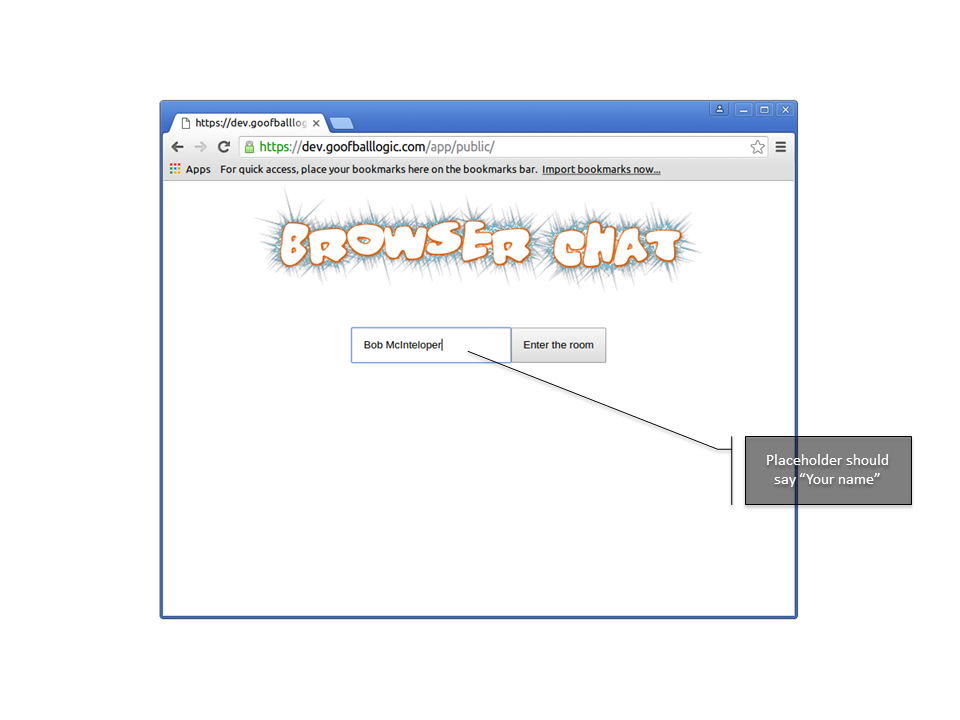 https://dev.goofballlog
https://dev.goofballlogic.com/app/public/
Apps For quick access, place your bookmarks here on the bookmarks bar. Import bookmarks now...
BROWSER CHAT
Bob McInteloper Enter the room
Placeholder should
say “Your name”